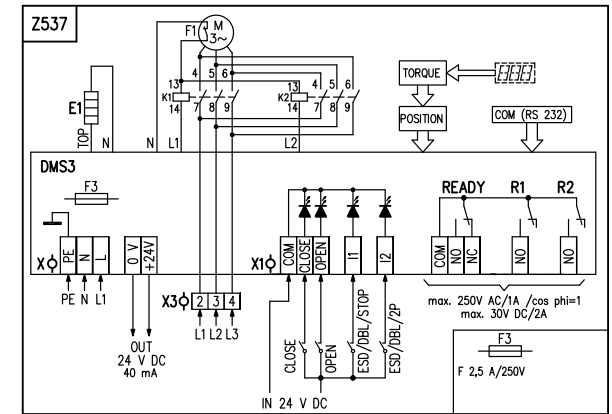 Z537
F1
M
3~
4 5 6
13
K1
14
7 8 9
13
K2
14
4 5 6
7 8 9
TORQUE
POSITION
COM (RS 232)
E1
TOP
N
N
L1
L2
DMS3
F3
READY R1 R2
X
PE
N
L
0 V
+24V
X1
COM
CLOSE
OPEN
I1
I2
COM
NO
NC
NO
NO
PE N L1
X3
2 3 4
L1 L2 L3
max. 250V AC/1A /cos phi=1
max. 30V DC/2A
OUT
24 V DC
40 mA
CLOSE
OPEN
ESD/DBL/STOP
ESD/DBL/2P
IN 24 V DC
F3
F 2,5 A/250V